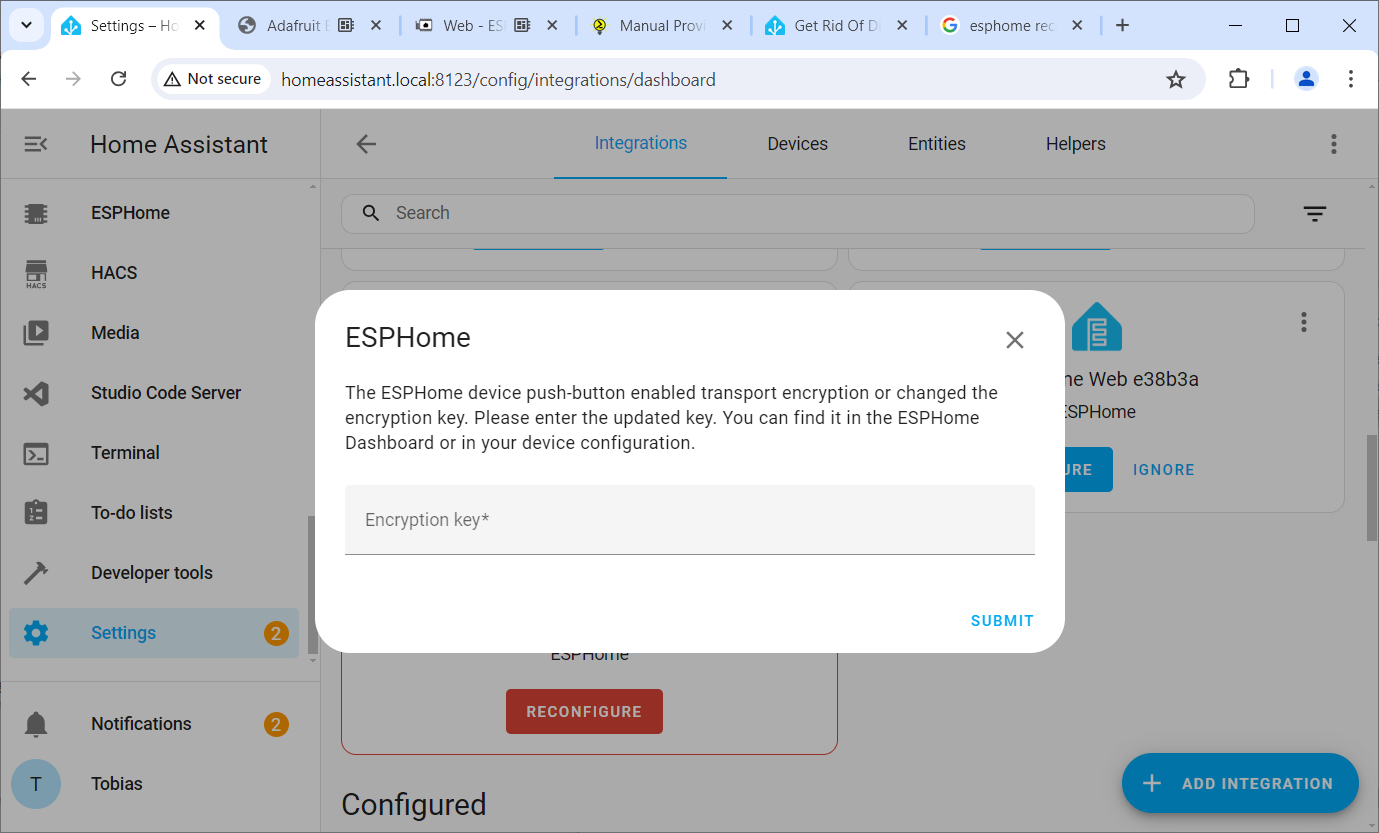 Settings – Ho
Adafruit E
Web - ESI
Manual Prov
Get Rid Of D
esphome rec
Not secure
homeassistant.local:8123/config/integrations/dashboard
Home Assistant
Integrations
Devices
Entities
Helpers
ESPHome
Search
HACS
HACS
Media
Studio Code Server
Terminal
To-do lists
Developer tools
Settings
2
Notifications
2
T
Tobias
ESPHome
The ESPHome device push-button enabled transport encryption or changed the
encryption key. Please enter the updated key. You can find it in the ESPHome
Dashboard or in your device configuration.
Encryption key*
SUBMIT
ne Web e38b3a
ESPHome
URE
IGNORE
ESPHome
RECONFIGURE
Configured
ADD INTEGRATION